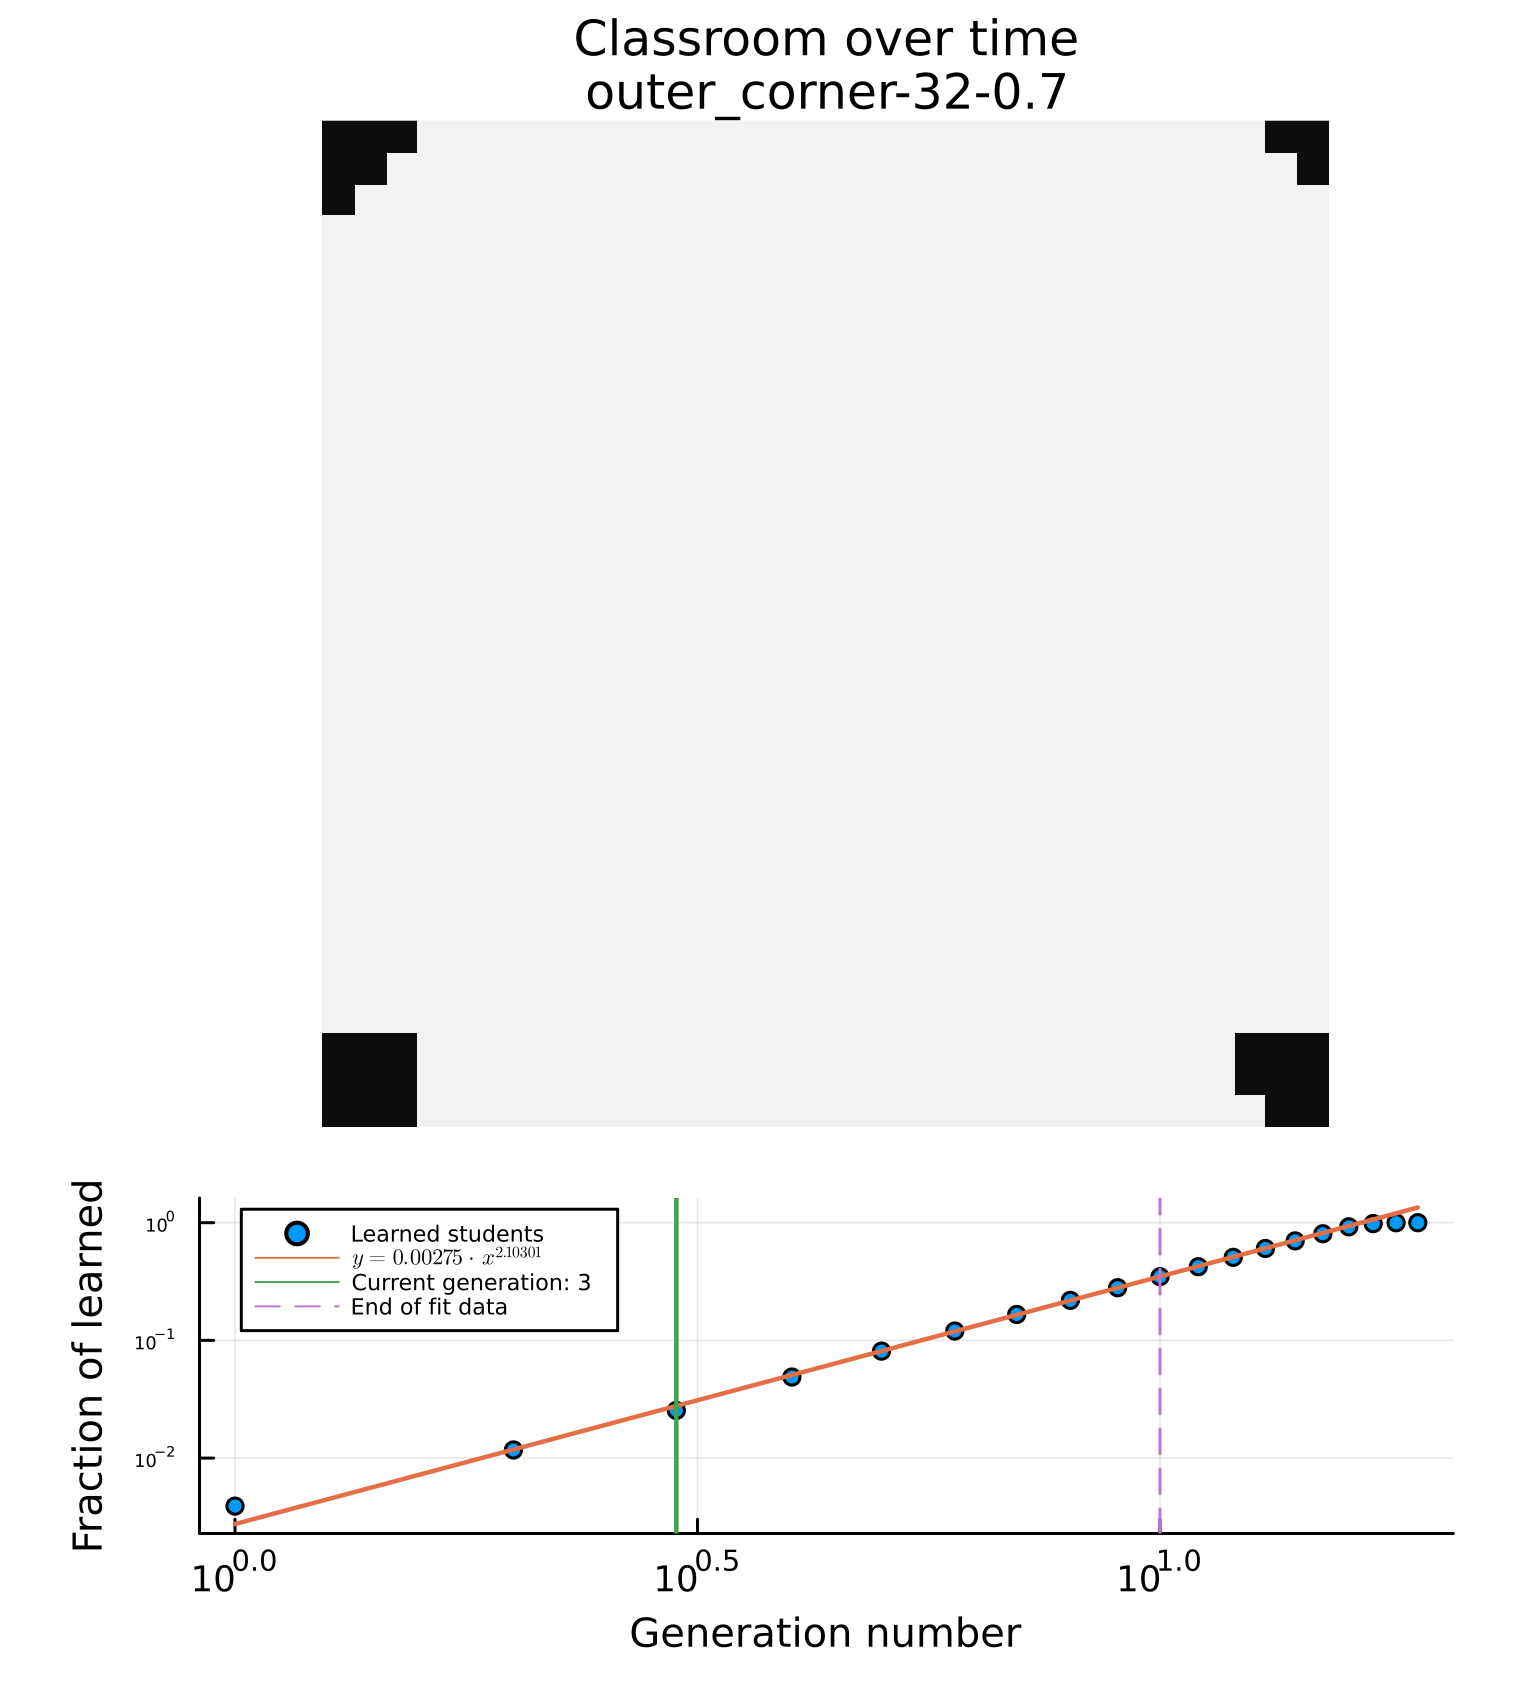 Classroom over time
outer_corner-32-0.7
Fraction of learned
10⁰
10⁻¹
10⁻²
Learned students
y = 0.00275 · x^{2.10301}
Current generation: 3
End of fit data
10^{0.0}
10^{0.5}
10^{1.0}
Generation number